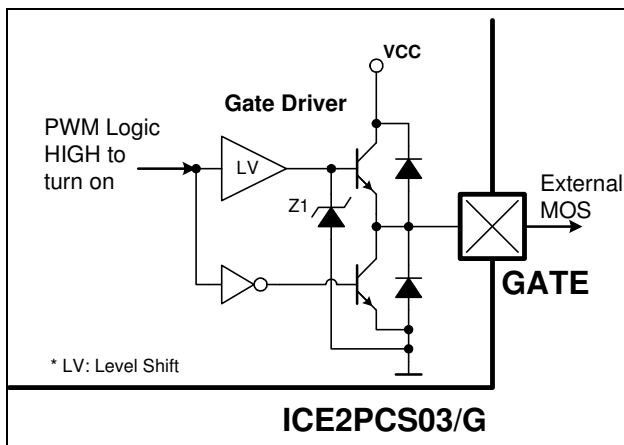 VCC
Gate Driver
PWM Logic
HIGH to
turn on
LV
Z1
External
MOS
GATE
* LV: Level Shift
ICE2PCS03/G